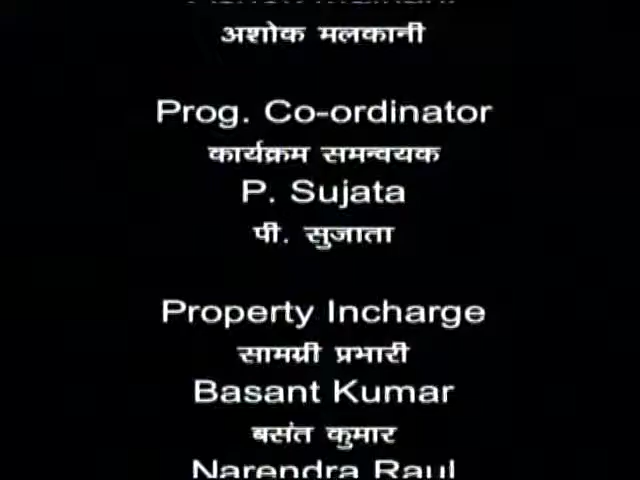 अशोक मलकानी
Prog. Co-ordinator
कार्यक्रम समन्वयक
P. Sujata
पी. सुजाता
Property Incharge
सामग्री प्रभारी
Basant Kumar
बसंत कुमार
Narendra Raul